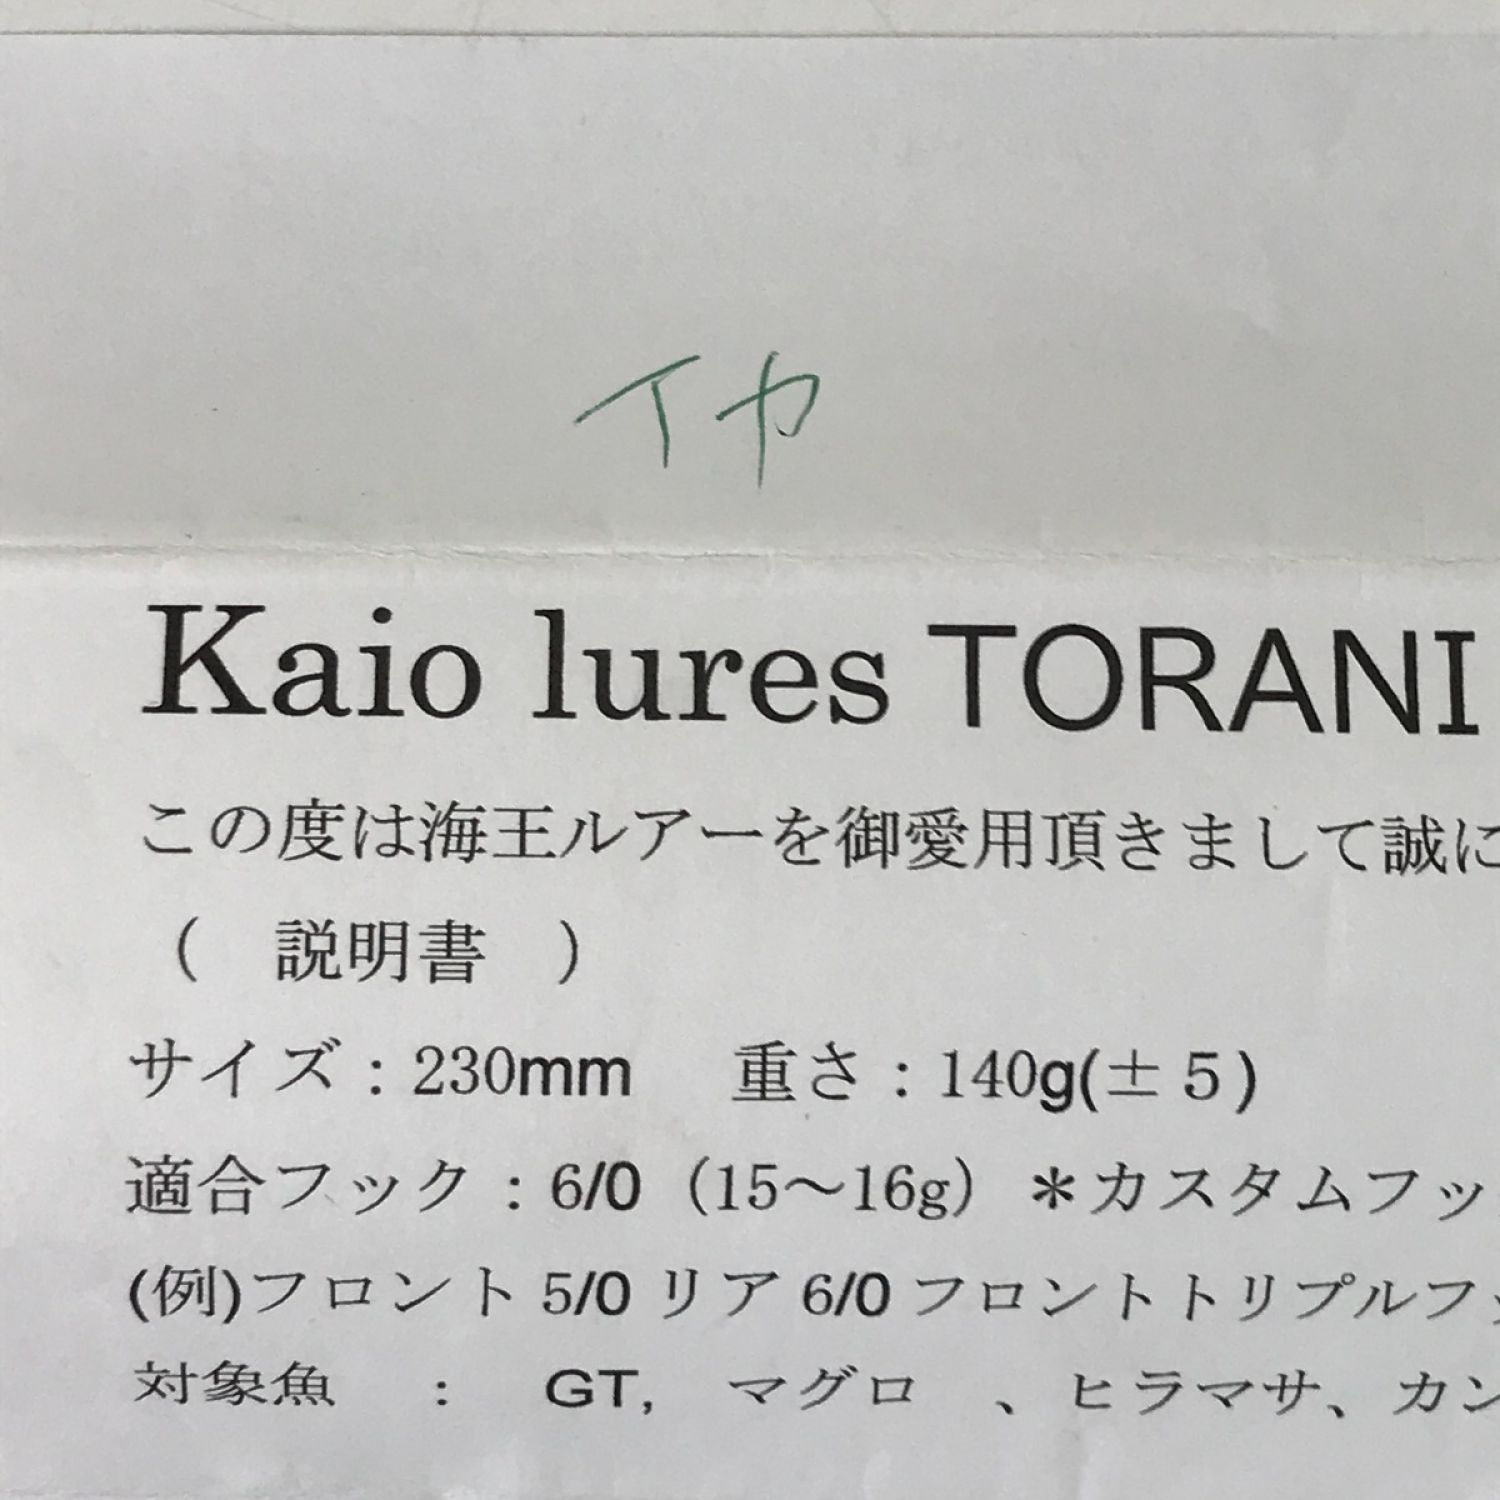 イカ
Kaio lures TORANI
この度は海王ルアーを御愛用頂きまして誠に
(　説明書　)
サイズ：230mm　重さ：140g(±５)
適合フック：6/0（15～16g）＊カスタムフッ
(例)フロント 5/0 リア 6/0 フロントトリプルフッ
対象魚　：　GT,　マグロ　、ヒラマサ、カン